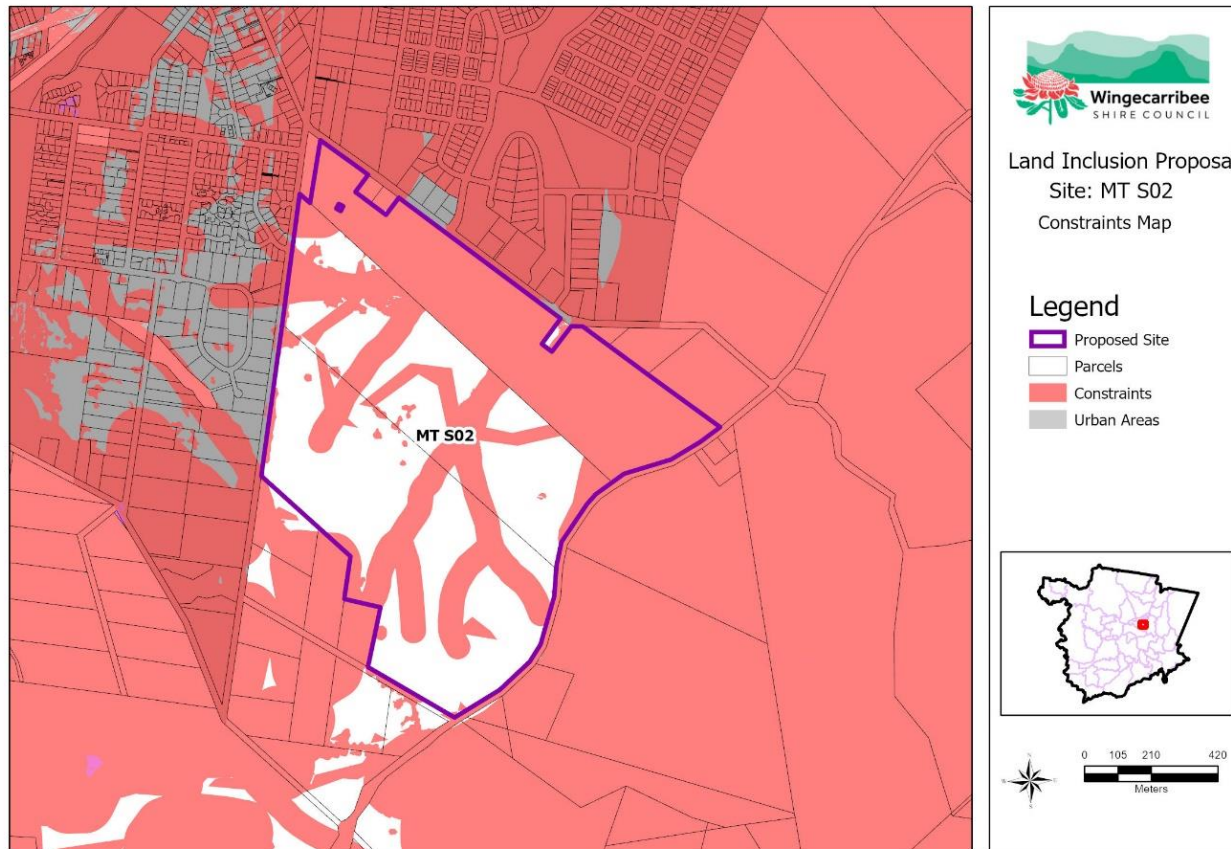 MT S02
Wingecarribee
SHIRE COUNCIL
Land Inclusion Proposa
Site: MT S02
Constraints Map
Legend
Proposed Site
Parcels
Constraints
Urban Areas
N
0 105 210 420
Meters